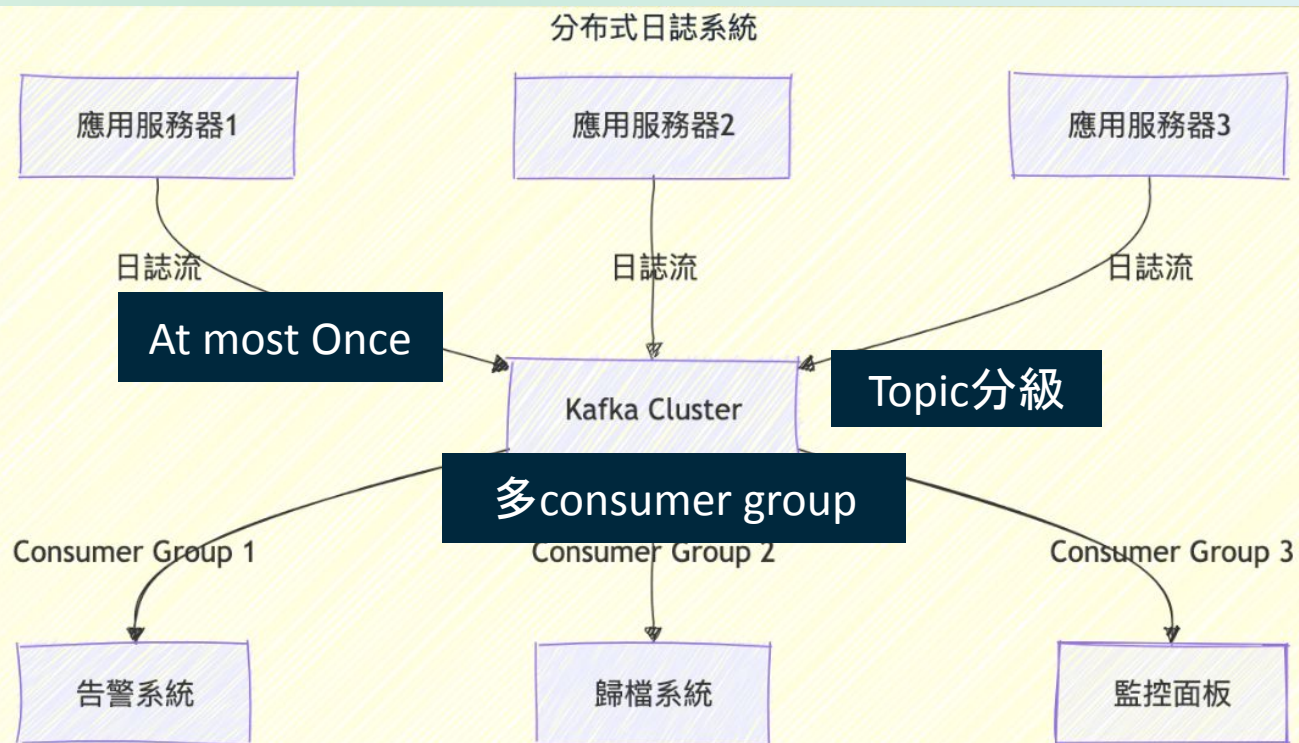 分布式日誌系統
應用服務器1
應用服務器2
應用服務器3
日誌流
日誌流
日誌流
At most Once
Topic分級
Kafka Cluster
多consumer group
Consumer Group 1
Consumer Group 2
Consumer Group 3
告警系統
歸檔系統
監控面板